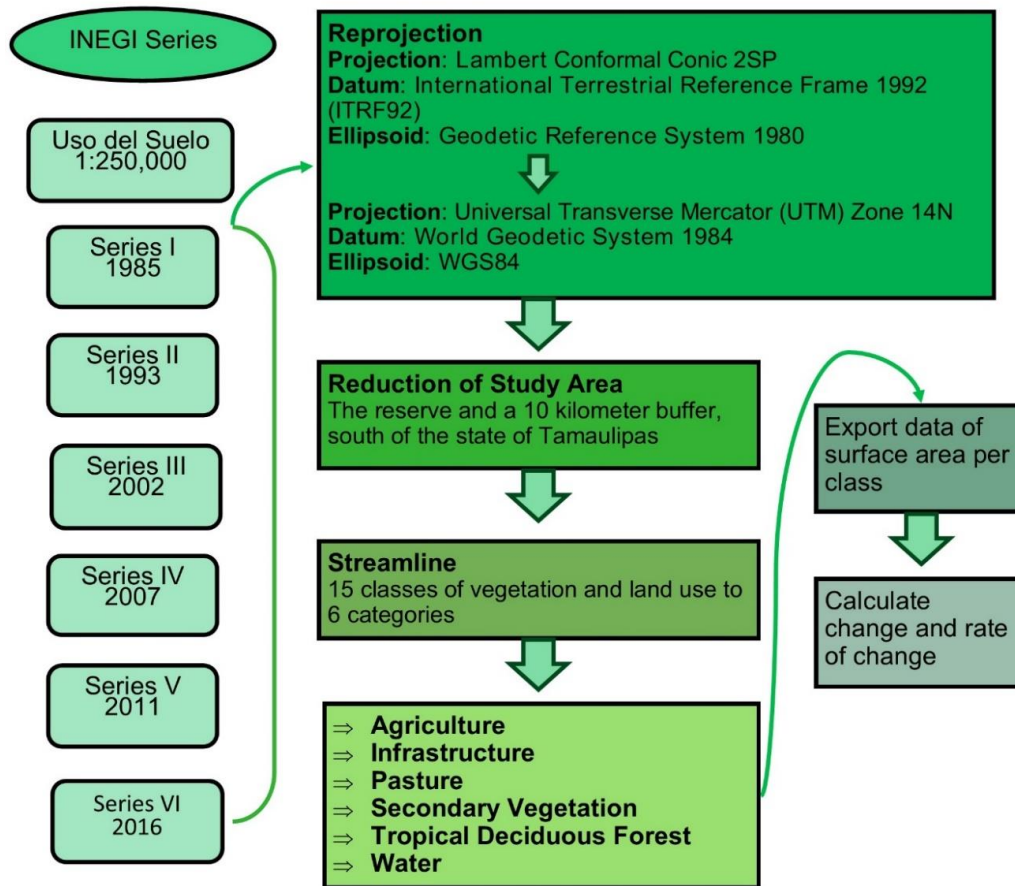 INEGI Series
Uso del Suelo
1:250,000
Series I
1985
Series II
1993
Series III
2002
Series IV
2007
Series V
2011
Series VI
2016
Reprojection
Projection: Lambert Conformal Conic 2SP
Datum: International Terrestrial Reference Frame 1992
(ITRF92)
Ellipsoid: Geodetic Reference System 1980
Projection: Universal Transverse Mercator (UTM) Zone 14N
Datum: World Geodetic System 1984
Ellipsoid: WGS84
Reduction of Study Area
The reserve and a 10 kilometer buffer,
south of the state of Tamaulipas
Streamline
15 classes of vegetation and land use to
6 categories
⇒ Agriculture
⇒ Infrastructure
⇒ Pasture
⇒ Secondary Vegetation
⇒ Tropical Deciduous Forest
⇒ Water
Export data of
surface area per
class
Calculate
change and rate
of change